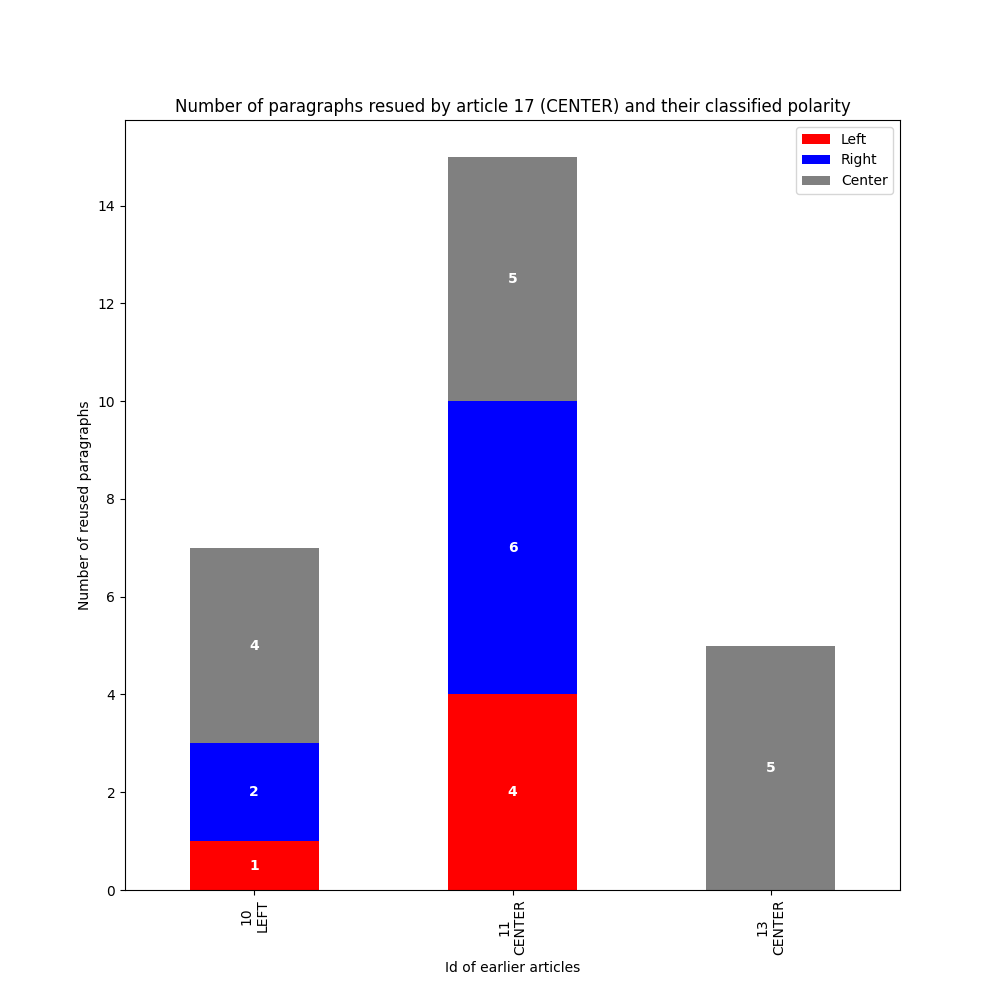 Number of paragraphs resued by article 17 (CENTER) and their classified polarity
Left
Right
Center
Number of reused paragraphs
14
12
10
8
6
4
2
0
4
2
1
5
6
4
5
10
LEFT
11
CENTER
13
CENTER
Id of earlier articles